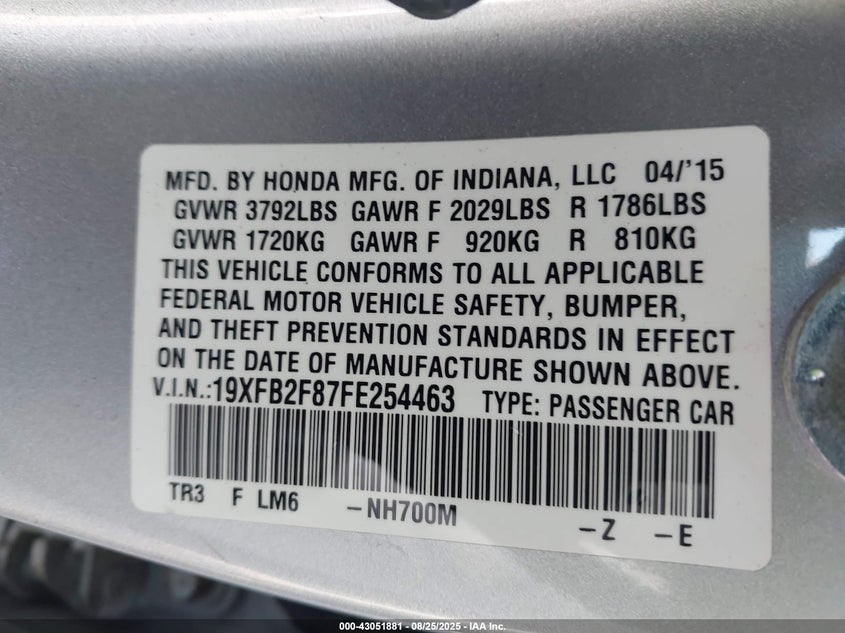 MFD. BY HONDA MFG. OF INDIANA, LLC 04/'15
GVWR 3792LBS GAWR F 2029LBS R 1786LBS
GVWR 1720KG GAWR F 920KG R 810KG
THIS VEHICLE CONFORMS TO ALL APPLICABLE
FEDERAL MOTOR VEHICLE SAFETY, BUMPER,
AND THEFT PREVENTION STANDARDS IN EFFECT
ON THE DATE OF MANUFACTURE SHOWN ABOVE.
V.I.N.:19XFB2F87FE254463 TYPE: PASSENGER CAR
TR3 F LM6 -NH700M -Z -E
000-43051881 - 08/25/2025 - IAA Inc.